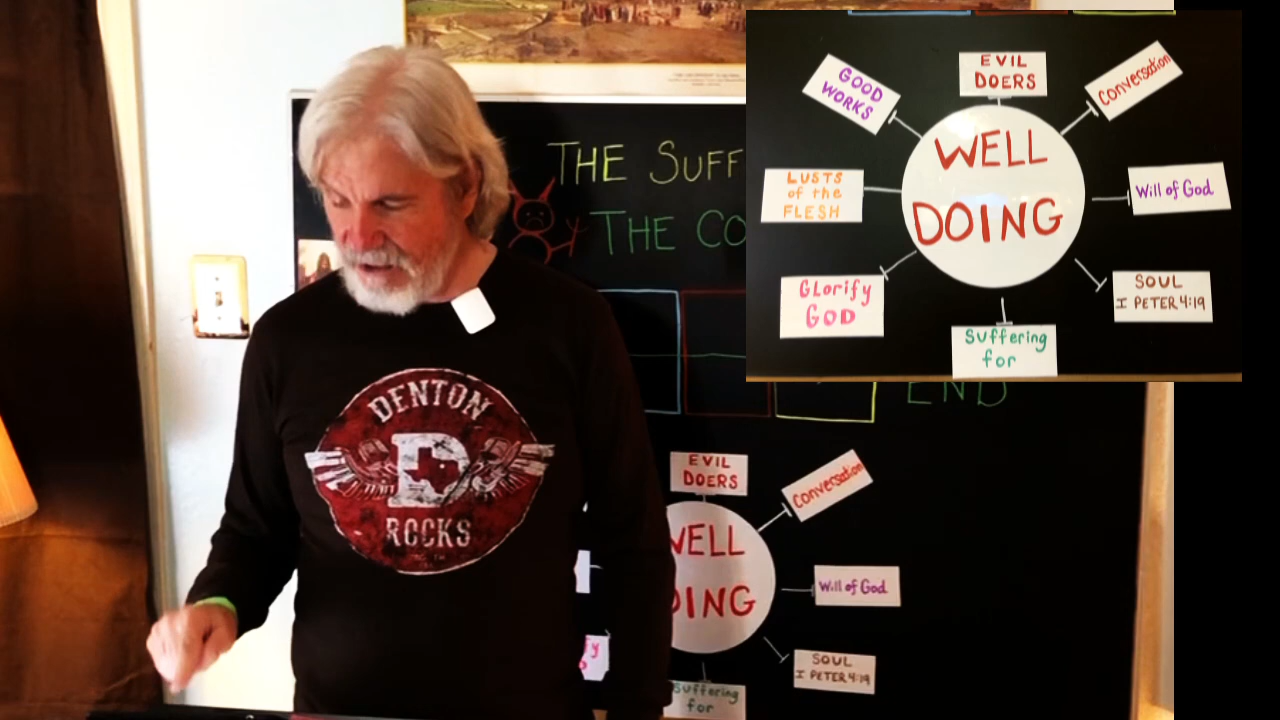 THE SUFF
THE CO
END
DENTON
D
ROCKS
EVIL
DOERS
GOOD
WORKS
Conversation
WELL
DOING
LUSTS
of the
FLESH
Will of God
GLorify
GOD
SOUL
I PETER 4:19
Suffering
for
EVIL
DOERS
Conversation
WELL
DOING
Will of God
SOUL
I PETER 4:19
Suffering
for